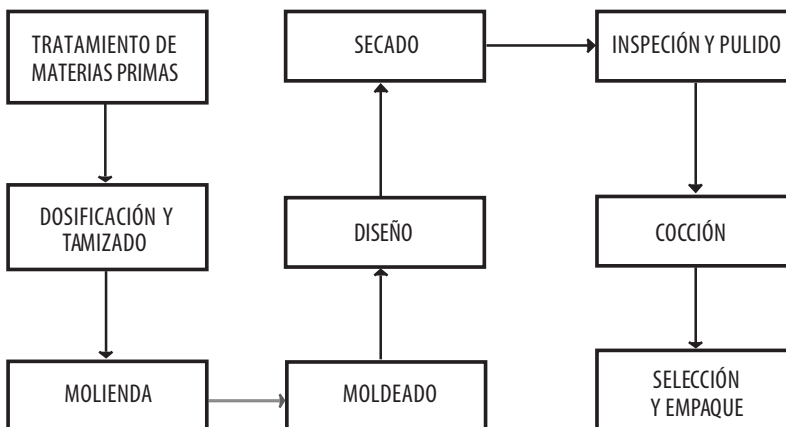 TRATAMIENTO DE
MATERIAS PRIMAS
DOSIFICACIÓN Y
TAMIZADO
MOLIENDA
MOLDEADO
DISEÑO
SECADO
INSPECIÓN Y PULIDO
COCCIÓN
SELECCIÓN
Y EMPAQUE